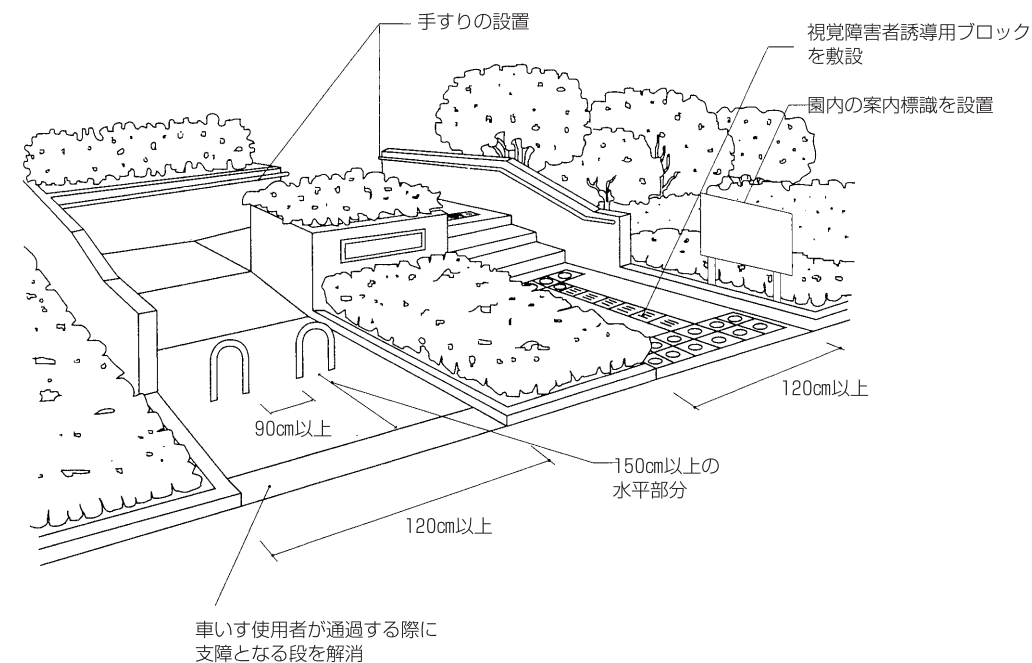 手すりの設置
視覚障害者誘導用ブロック
を敷設
園内の案内標識を設置
120cm以上
90cm以上
150cm以上の
水平部分
120cm以上
車いす使用者が通過する際に
支障となる段を解消